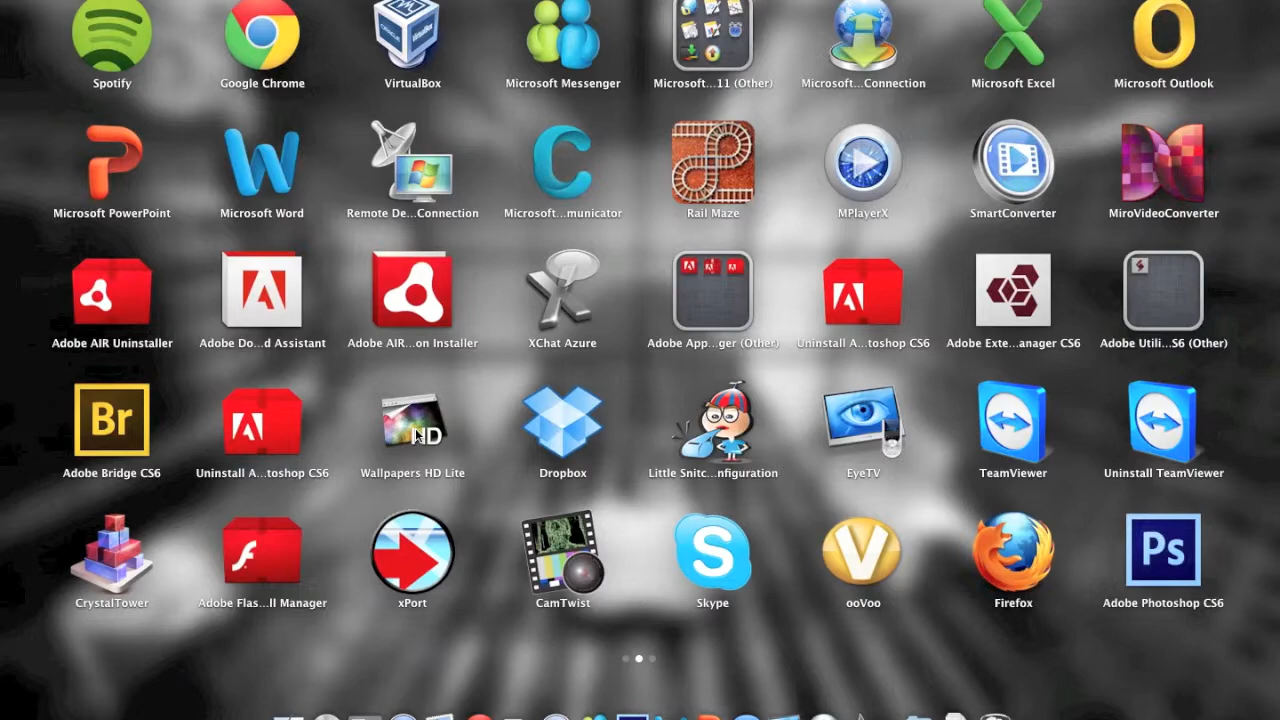 Spotify
Google Chrome
VirtualBox
Microsoft Messenger
Microsoft...11 (Other)
Microsoft...Connection
Microsoft Excel
Microsoft Outlook
Microsoft PowerPoint
Microsoft Word
Remote De...Connection
Microsoft...municator
Rail Maze
MPlayerX
SmartConverter
MiroVideoConverter
Adobe AIR Uninstaller
Adobe Do...d Assistant
Adobe AIR...on Installer
XChat Azure
Adobe App...ger (Other)
Uninstall A...toshop CS6
Adobe Exte...anager CS6
Adobe Utili...S6 (Other)
Br
HD
Adobe Bridge CS6
Uninstall A...toshop CS6
Wallpapers HD Lite
Dropbox
Little Snitc...nfiguration
EyeTV
TeamViewer
Uninstall TeamViewer
Ps
CrystalTower
Adobe Flas...ll Manager
xPort
CamTwist
Skype
ooVoo
Firefox
Adobe Photoshop CS6